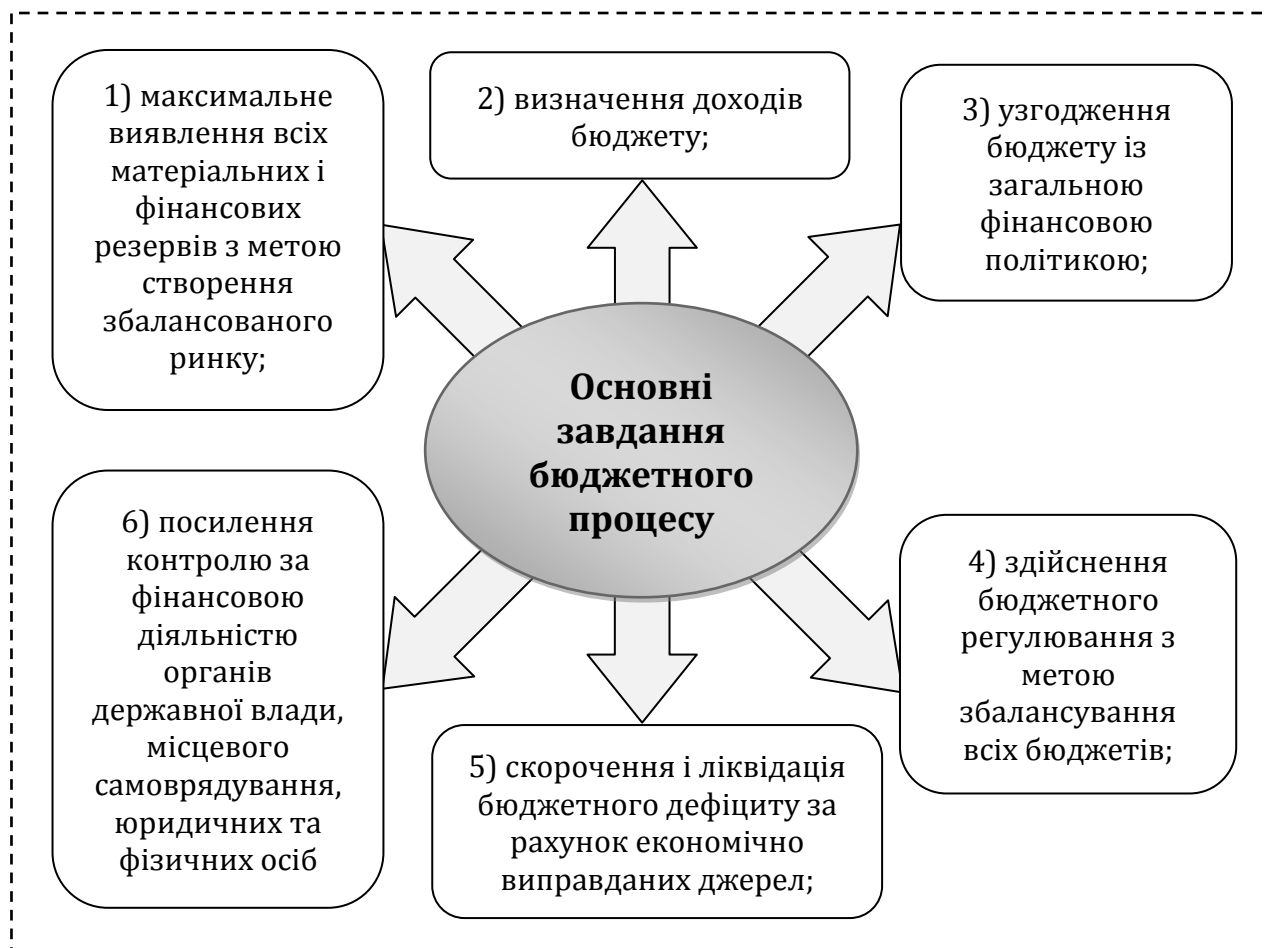 1) максимальне
виявлення всіх
матеріальних і
фінансових
резервів з метою
створення
збалансованого
ринку;
2) визначення доходів
бюджету;
3) узгодження
бюджету із
загальною
фінансовою
політикою;
Основні
завдання
бюджетного
процесу
6) посилення
контролю за
фінансовою
діяльністю
органів
державної влади,
місцевого
самоврядування,
юридичних та
фізичних осіб
5) скорочення і ліквідація
бюджетного дефіциту за
рахунок економічно
виправданих джерел;
4) здійснення
бюджетного
регулювання з
метою
збалансування
всіх бюджетів;